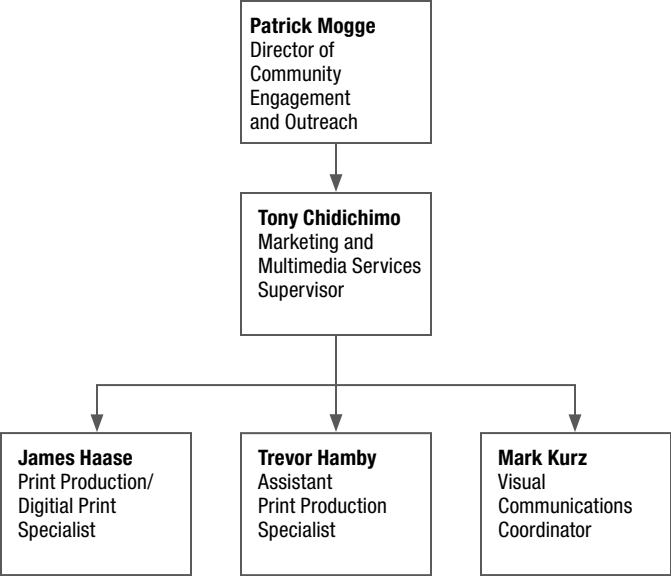 Patrick Mogge
Director of
Community
Engagement
and Outreach
Tony Chidichimo
Marketing and
Multimedia Services
Supervisor
James Haase
Print Production/
Digitial Print
Specialist
Trevor Hamby
Assistant
Print Production
Specialist
Mark Kurz
Visual
Communications
Coordinator